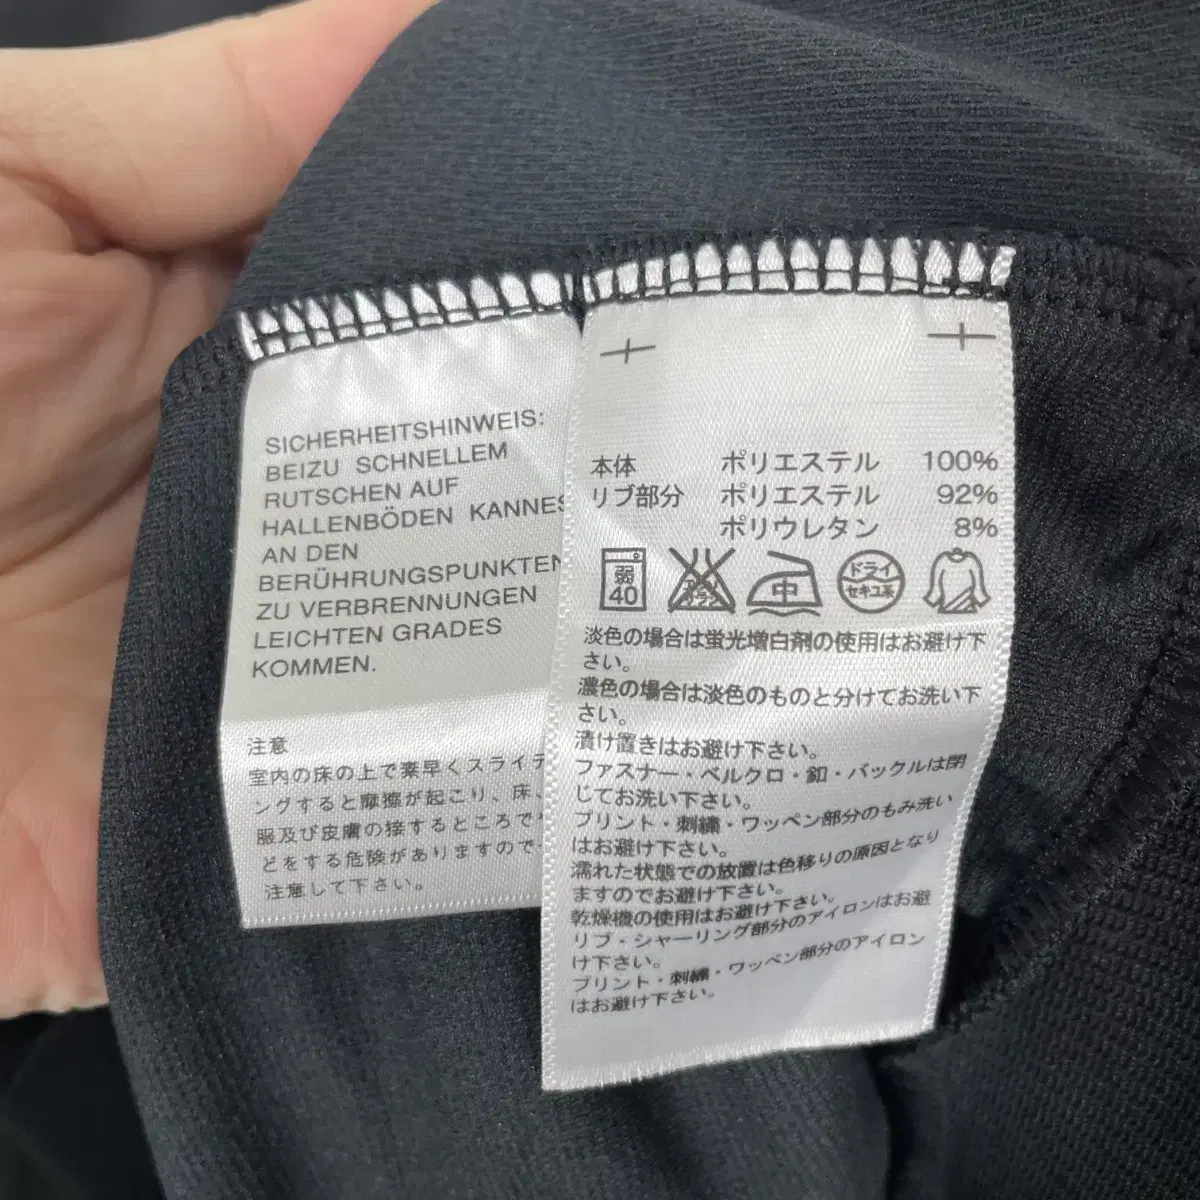 SICHERHEITSHINWEIS:
BEIZU SCHNELLEM
RUTSCHEN AUF
HALLENBÖDEN KANNES
AN DEN
BERÜHRUNGSPUNKTEN
ZU VERBRENNUNGEN
LEICHTEN GRADES
KOMMEN.
注意
室内の床の上で素早くスライデ
ングすると摩擦が起こり、床、
服及び皮膚の接するところでや
どをする危険がありますので
注意して下さい。
本体 ポリエステル 100%
リブ部分 ポリエステル 92%
ポリウレタン 8%
弱 40
中
ドライ
セキユ系
淡色の場合は蛍光増白剤の使用はお避け下
さい。
濃色の場合は淡色のものと分けてお洗い下
さい。
漬け置きはお避け下さい。
ファスナー・ベルクロ・釦・バックルは閉
じてお洗い下さい。
プリント・刺繍・ワッペン部分のもみ洗い
はお避け下さい。
濡れた状態での放置は色移りの原因となり
ますのでお避け下さい。
乾燥機の使用はお避け下さい。
リブ・シャーリング部分のアイロンはお避
け下さい。
プリント・刺繍・ワッペン部分のアイロン
はお避け下さい。